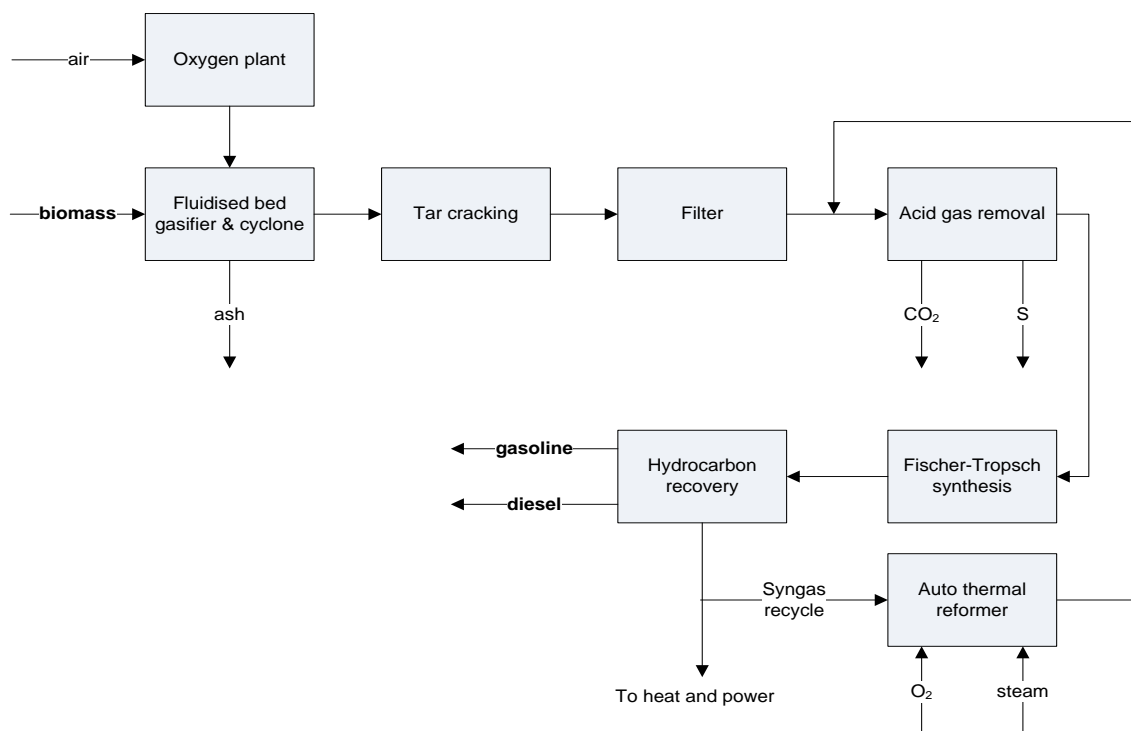 air
Oxygen plant
biomass
Fluidised bed
gasifier & cyclone
Tar cracking
Filter
Acid gas removal
ash
CO₂
S
gasoline
diesel
Hydrocarbon
recovery
Fischer-Tropsch
synthesis
Syngas
recycle
Auto thermal
reformer
To heat and power
O₂
steam